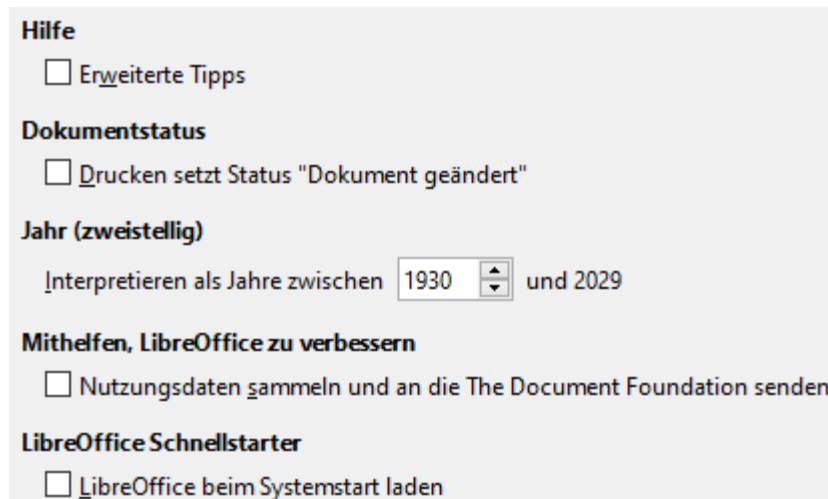 Hilfe
Erweiterte Tipps
Dokumentstatus
Drucken setzt Status "Dokument geändert"
Jahr (zweistellig)
Interpretieren als Jahre zwischen 1930 und 2029
Mithelfen, LibreOffice zu verbessern
Nutzungsdaten sammeln und an die The Document Foundation senden
LibreOffice Schnellstarter
LibreOffice beim Systemstart laden